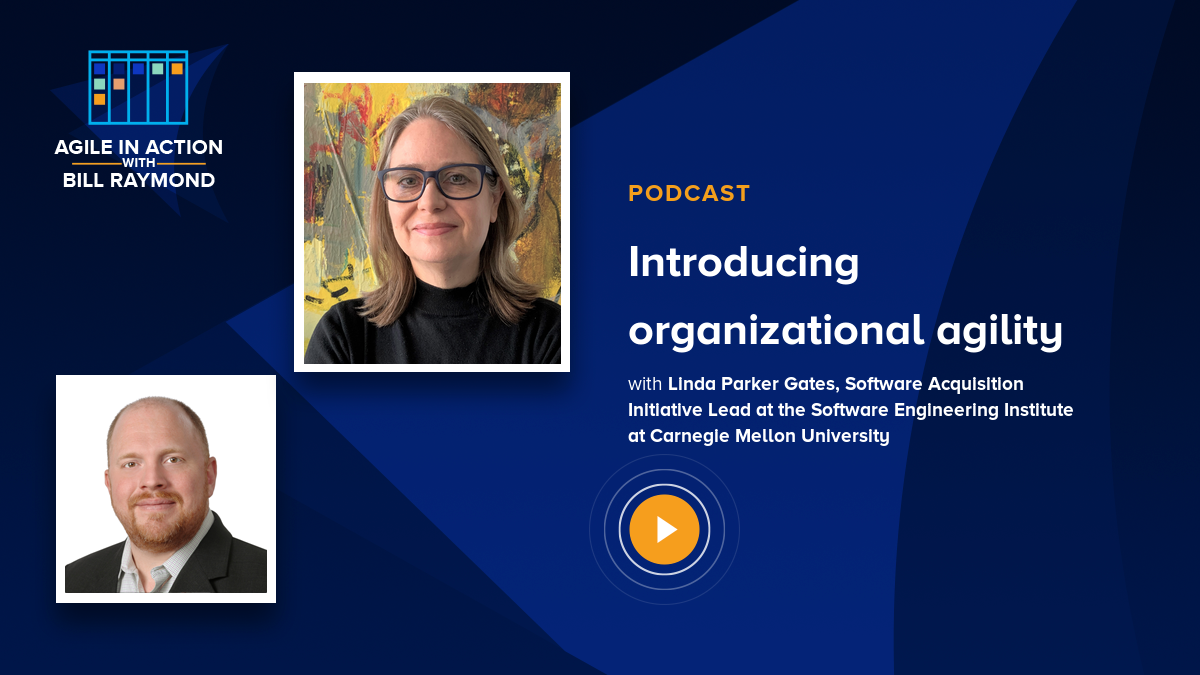 AGILE IN ACTION
WITH
BILL RAYMOND
PODCAST
Introducing
organizational agility
with Linda Parker Gates, Software Acquisition
Initiative Lead at the Software Engineering Institute
at Carnegie Mellon University